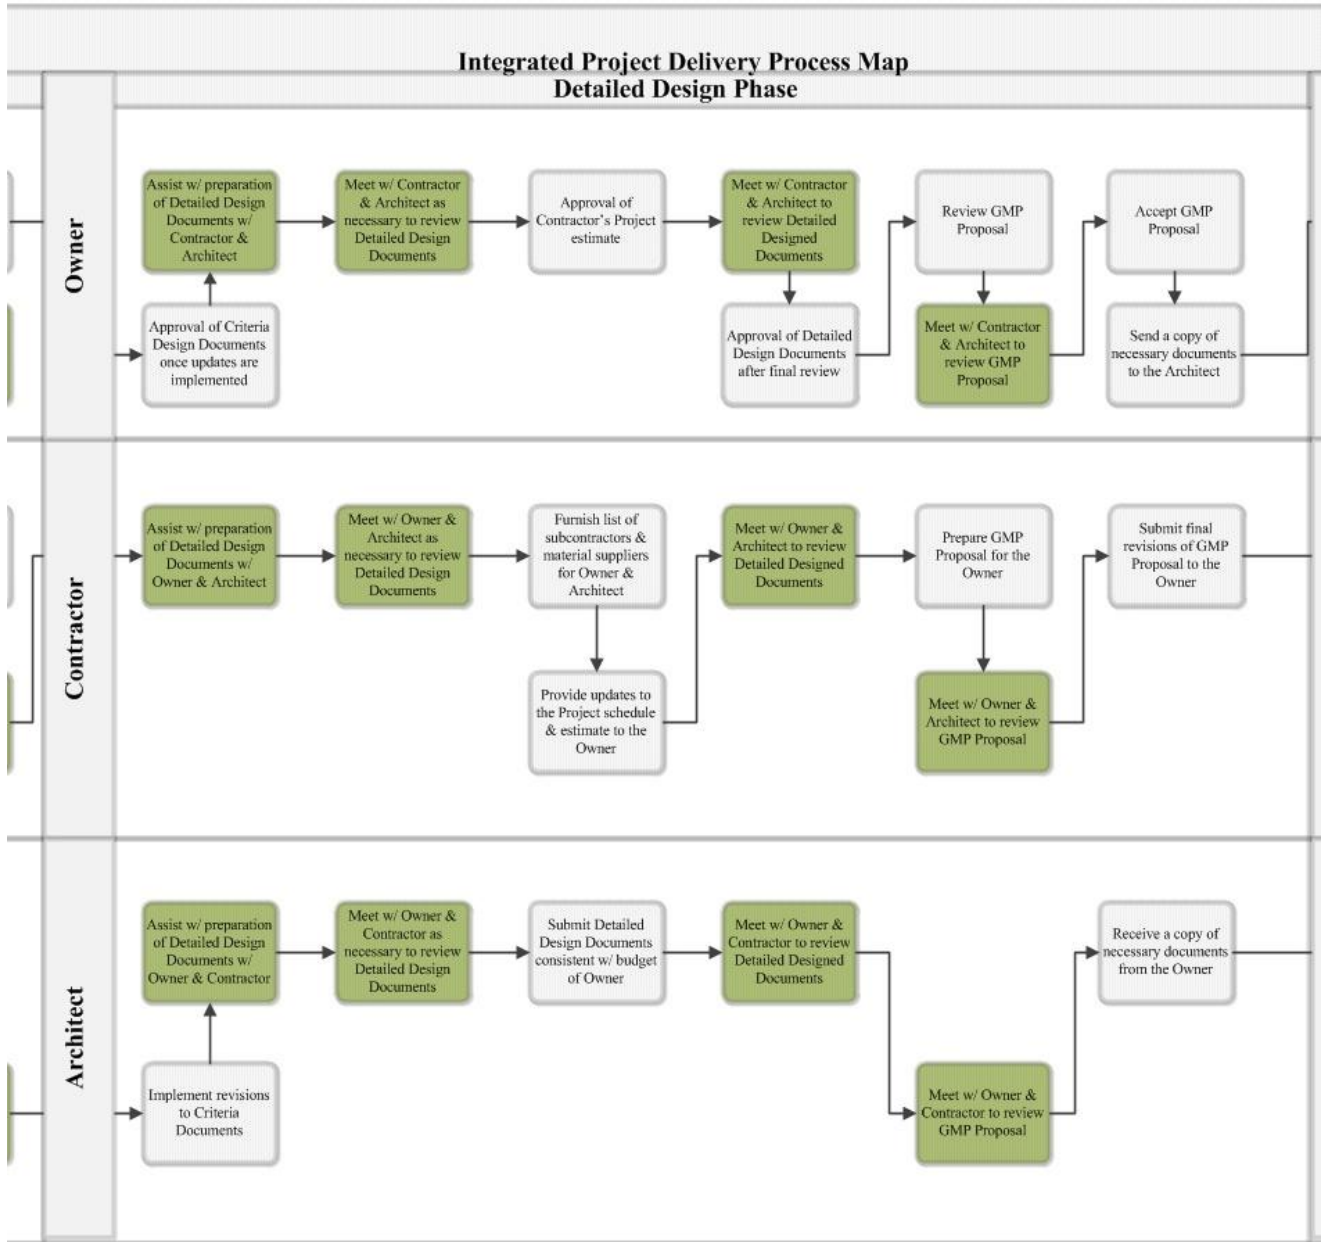 Integrated Project Delivery Process Map
Detailed Design Phase
Owner
Assist w/ preparation
of Detailed Design
Documents w/
Contractor &
Architect
Meet w/ Contractor
& Architect as
necessary to review
Detailed Design
Documents
Approval of
Contractor's Project
estimate
Meet w/ Contractor
& Architect to
review Detailed
Designed
Documents
Review GMP
Proposal
Accept GMP
Proposal
Approval of Criteria
Design Documents
once updates are
implemented
Approval of Detailed
Design Documents
after final review
Meet w/ Contractor
& Architect to
review GMP
Proposal
Send a copy of
necessary documents
to the Architect
Contractor
Assist w/ preparation
of Detailed Design
Documents w/
Owner & Architect
Meet w/ Owner &
Architect as
necessary to review
Detailed Design
Documents
Furnish list of
subcontractors &
material suppliers
for Owner &
Architect
Meet w/ Owner &
Architect to review
Detailed Designed
Documents
Prepare GMP
Proposal for the
Owner
Submit final
revisions of GMP
Proposal to the
Owner
Provide updates to
the Project schedule
& estimate to the
Owner
Meet w/ Owner &
Architect to review
GMP Proposal
Architect
Assist w/ preparation
of Detailed Design
Documents w/
Owner & Contractor
Meet w/ Owner &
Contractor as
necessary to review
Detailed Design
Documents
Submit Detailed
Design Documents
consistent w/ budget
of Owner
Meet w/ Owner &
Contractor to review
Detailed Designed
Documents
Receive a copy of
necessary documents
from the Owner
Implement revisions
to Criteria
Documents
Meet w/ Owner &
Contractor to review
GMP Proposal